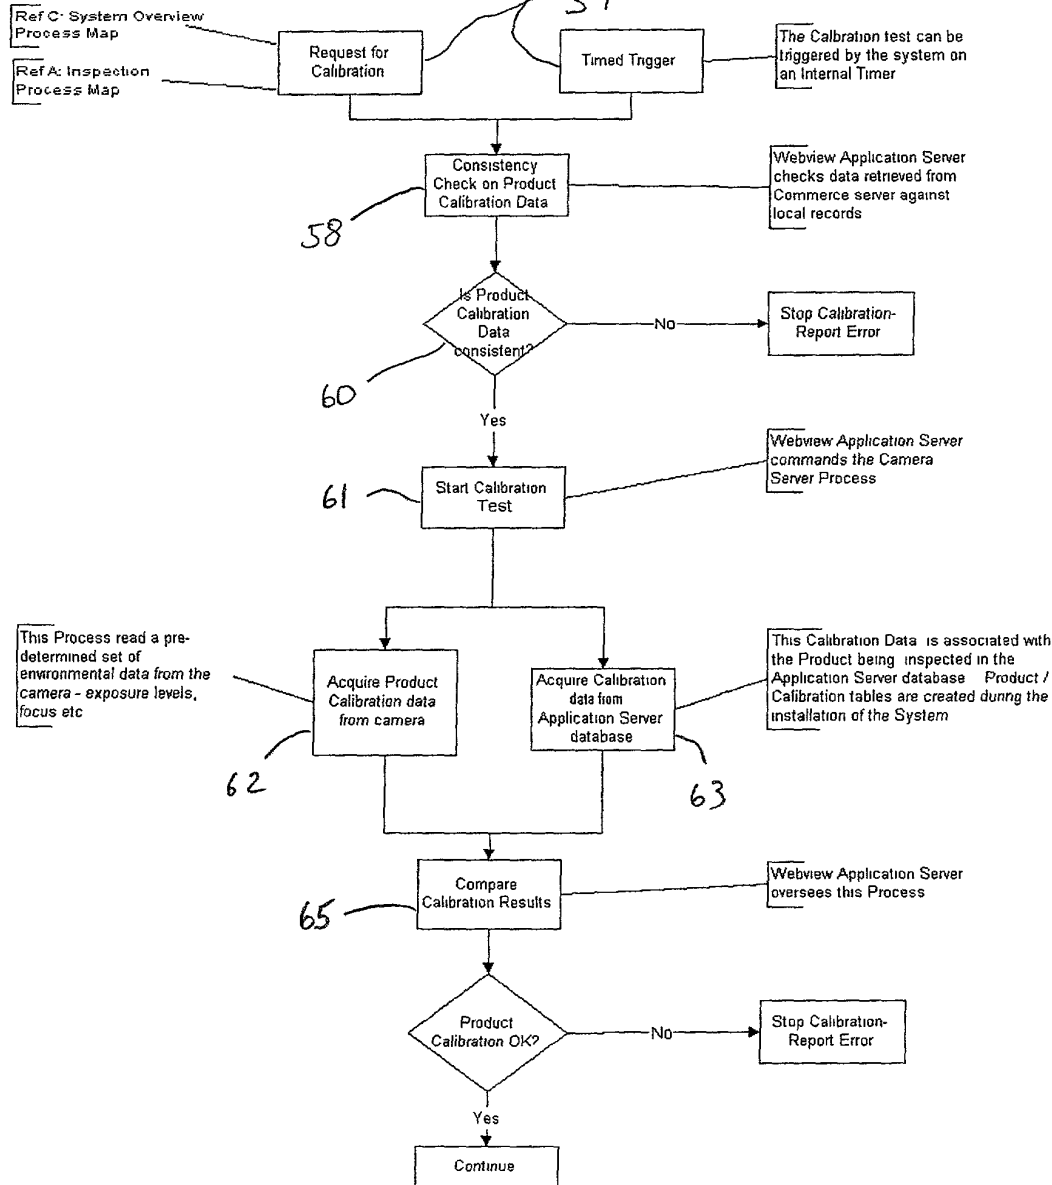 Ref C: System Overview
Process Map
Ref A: Inspection
Process Map
Request for
Calibration
Timed Trigger
The Calbration test can be
triggered by the system on
an Internal Timer
Consistency
Check on Product
Calibration Data
58
Webview Application Server
checks data retrieved from
Commerce server against
local records
Is Product
Calibration
Data
consistent?
60
No
Stop Calibration-
Report Error
Yes
Start Calibration
Test
61
Webview Application Server
commands the Camera
Server Process
This Process read a pre-
determined set of
environmental data from the
camera - exposure levels,
focus etc
Acquire Product
Calibration data
from camera
62
Acquire Calibration
data from
Application Server
database
63
This Calibration Data is associated with
the Product being inspected in the
Application Server database Product /
Calibration tables are created during the
installation of the System
Compare
Calibration Results
65
Webview Application Server
oversees this Process
Product
Calibration OK?
No
Stop Calibration-
Report Error
Yes
Continue